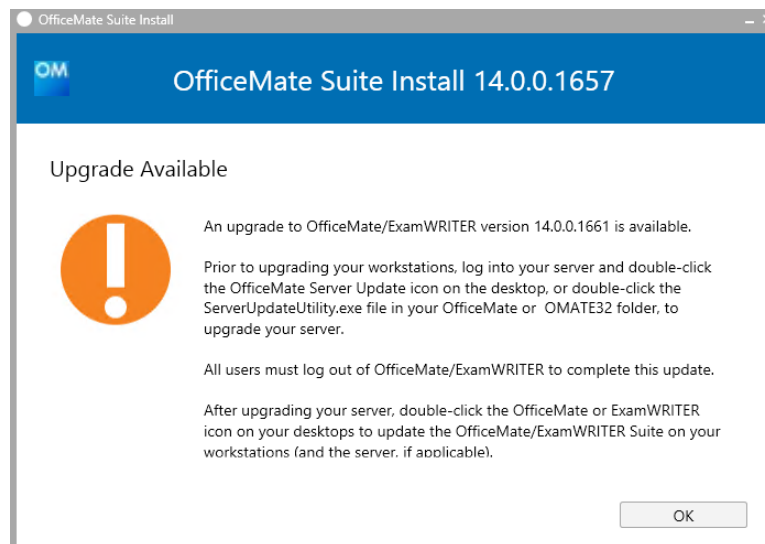 OfficeMate Suite Install
OM
OfficeMate Suite Install 14.0.0.1657
Upgrade Available
An upgrade to OfficeMate/ExamWRITER version 14.0.0.1661 is available.
Prior to upgrading your workstations, log into your server and double-click
the OfficeMate Server Update icon on the desktop, or double-click the
ServerUpdateUtility.exe file in your OfficeMate or OMATE32 folder, to
upgrade your server.
All users must log out of OfficeMate/ExamWRITER to complete this update.
After upgrading your server, double-click the OfficeMate or ExamWRITER
icon on your desktops to update the OfficeMate/ExamWRITER Suite on your
workstations (and the server, if applicable).
OK